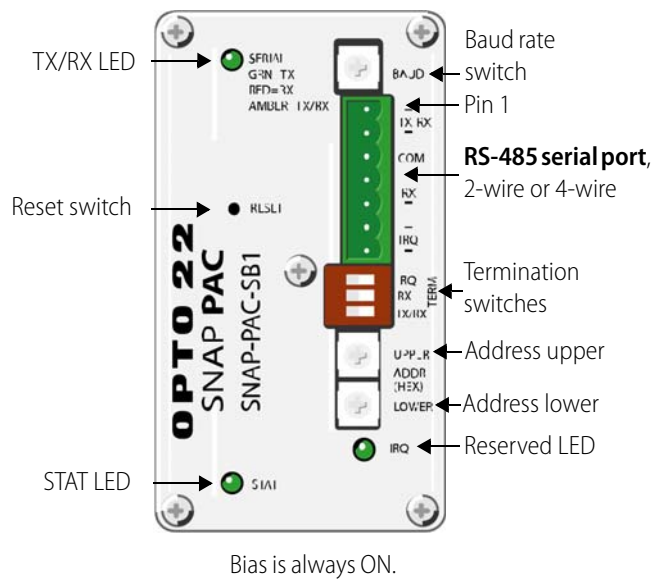 TX/RX LED
SERIAL
GRN TX
RED=RX
AMBER TX/RX
BAUD
Baud rate
switch
Pin 1
TX RX
COM
RS-485 serial port,
2-wire or 4-wire
RX
Reset switch
RESET
IRQ
OPTO 22
SNAP PAC
SNAP-PAC-SB1
RX
TX/RX
TERM
Termination
switches
UPPER
Address upper
ADDR
(HEX)
LOWER
Address lower
IRQ
Reserved LED
STAT LED
STAT
Bias is always ON.